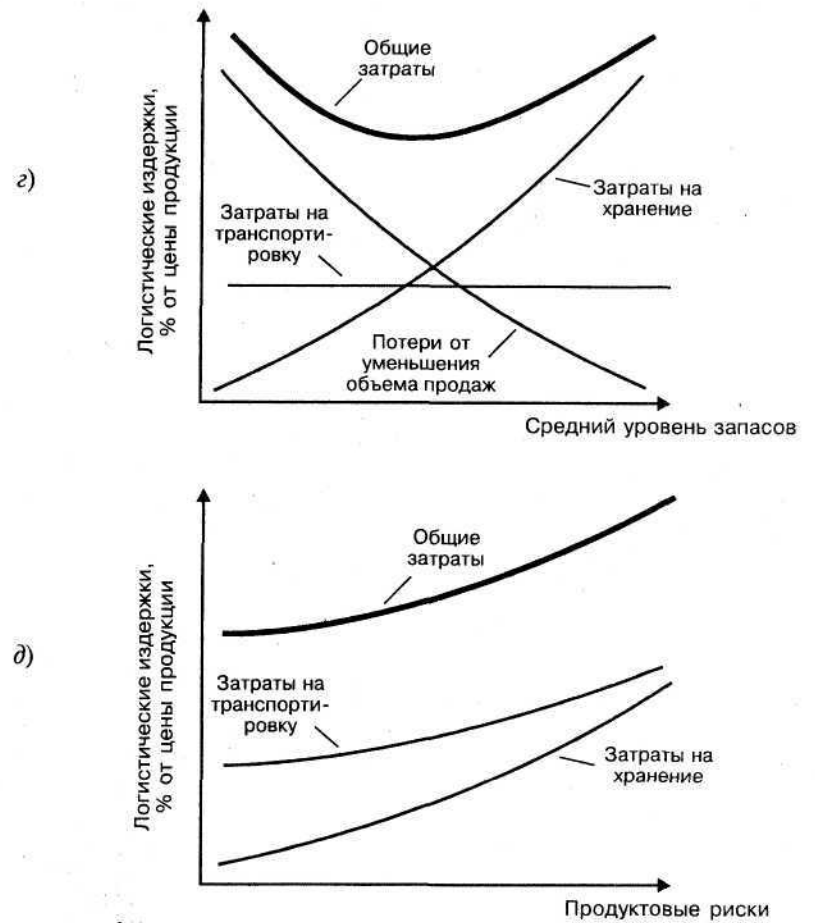 Общие
затраты
Логистические издержки,
% от цены продукции
г)
Затраты на
хранение
Затраты на
транспорти-
ровку
Потери от
уменьшения
объема продаж
Средний уровень запасов
Общие
затраты
Логистические издержки,
% от цены продукции
д)
Затраты на
транспорти-
ровку
Затраты на
хранение
Продуктовые риски